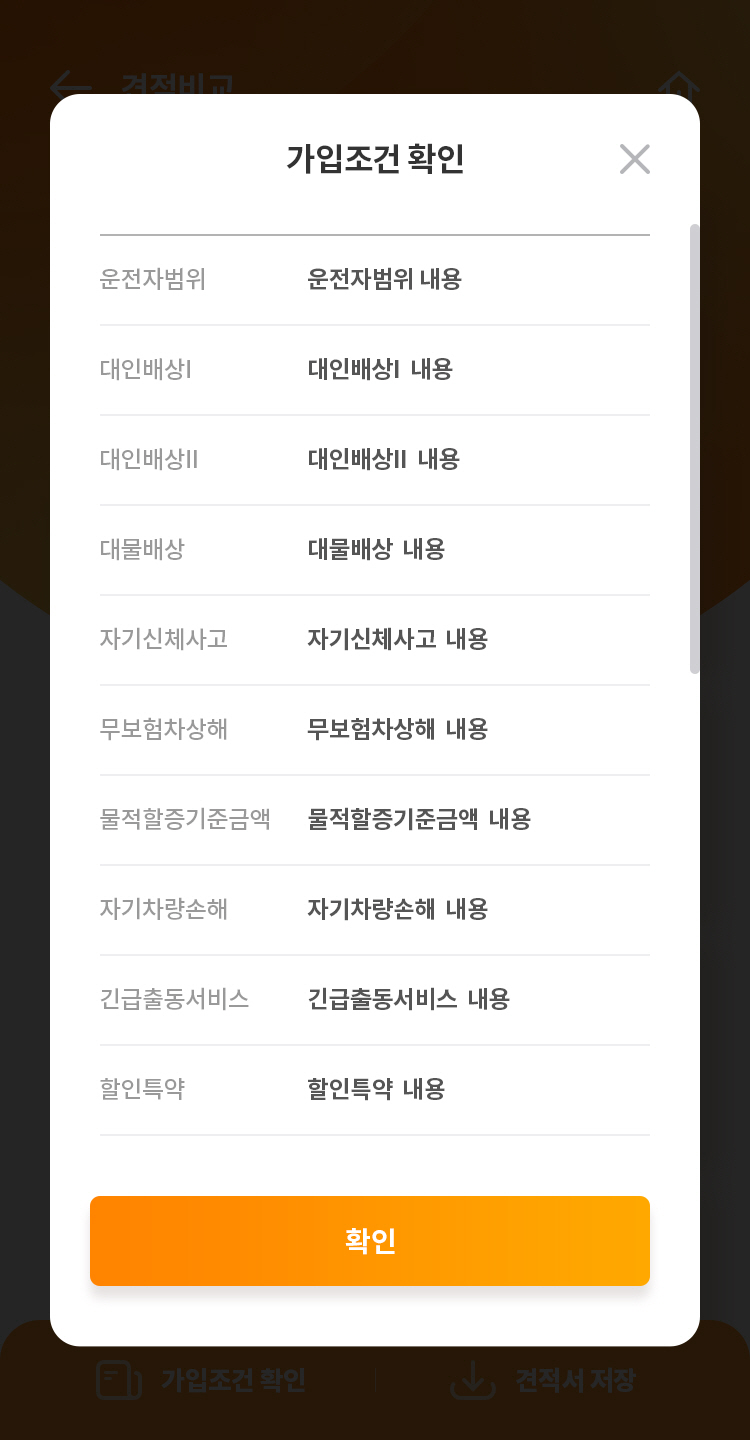 견적비교
가입조건 확인
운전자범위 운전자범위 내용
대인배상I 대인배상I 내용
대인배상II 대인배상II 내용
대물배상 대물배상 내용
자기신체사고 자기신체사고 내용
무보험차상해 무보험차상해 내용
물적할증기준금액 물적할증기준금액 내용
자기차량손해 자기차량손해 내용
긴급출동서비스 긴급출동서비스 내용
할인특약 할인특약 내용
확인
가입조건 확인 견적서 저장